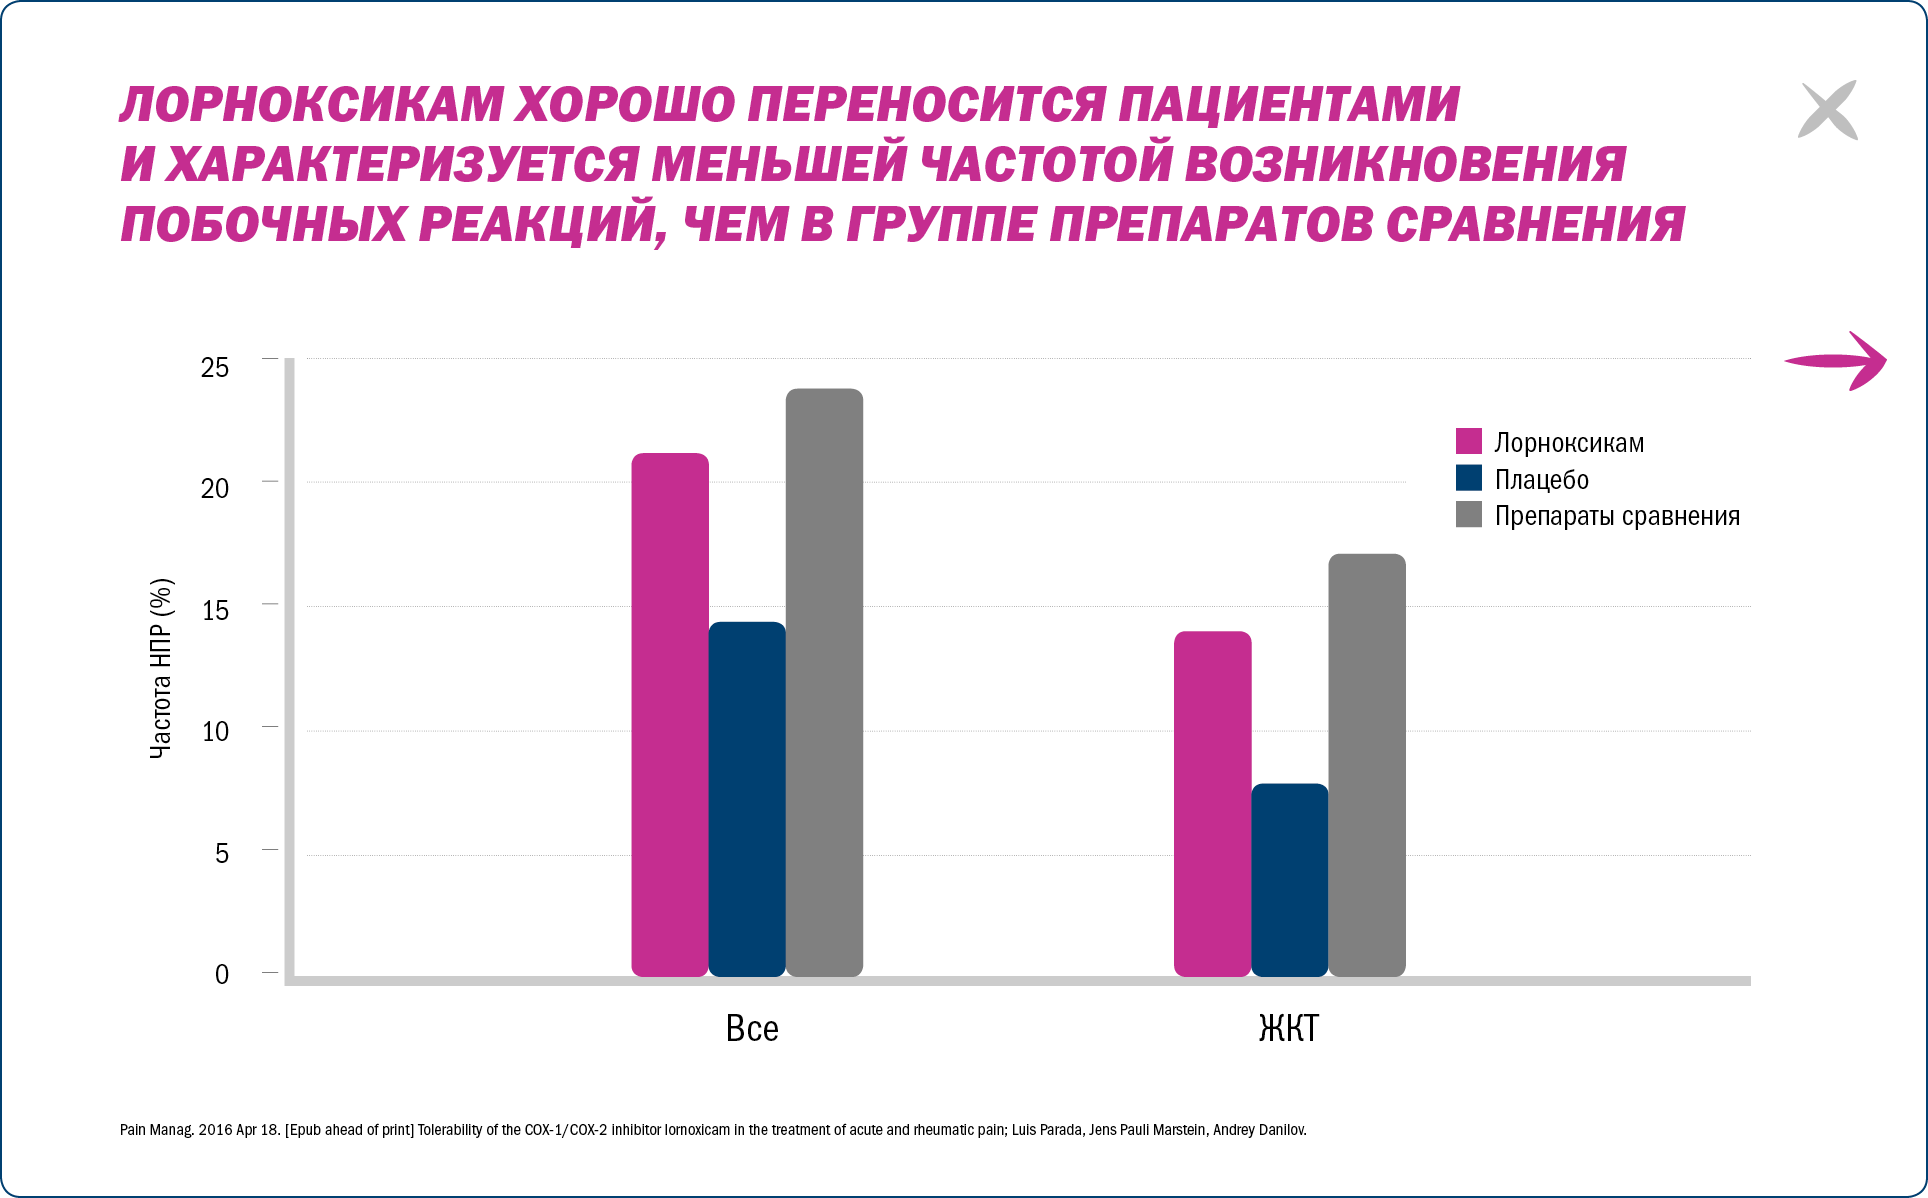 ЛОРНОКСИКАМ ХОРОШО ПЕРЕНОСИТСЯ ПАЦИЕНТАМИ
И ХАРАКТЕРИЗУЕТСЯ МЕНЬШЕЙ ЧАСТОТОЙ ВОЗНИКНОВЕНИЯ
ПОБОЧНЫХ РЕАКЦИЙ, ЧЕМ В ГРУППЕ ПРЕПАРАТОВ СРАВНЕНИЯ
Частота НПР (%)
25
20
15
10
5
0
Лорноксикам
Плацебо
Препараты сравнения
Все
ЖКТ
Pain Manag. 2016 Apr 18. [Epub ahead of print] Tolerability of the COX-1/COX-2 inhibitor lornoxicam in the treatment of acute and rheumatic pain; Luis Parada, Jens Pauli Marstein, Andrey Danilov.